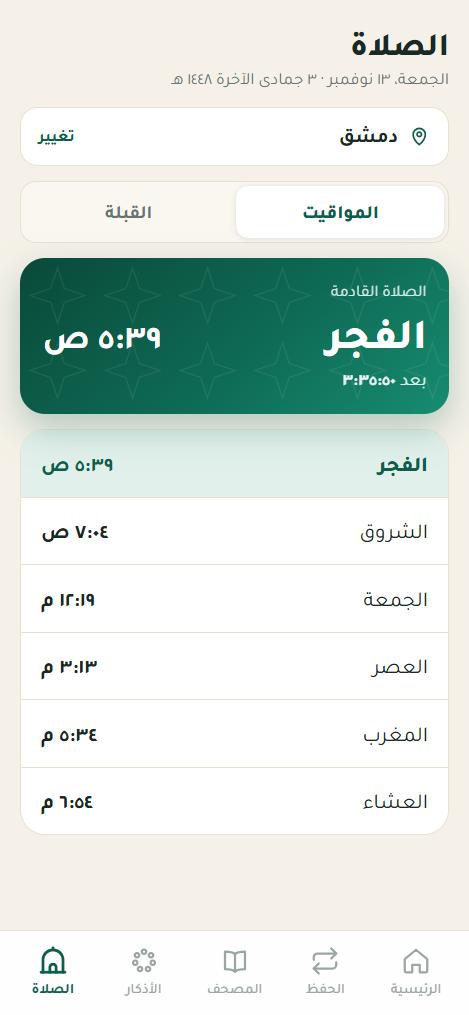 الصلاة
الجمعة، ١٣ نوفمبر · ٣ جمادى الآخرة ١٤٤٨ هـ
دمشق
تغيير
المواقيت
القبلة
الصلاة القادمة
الفجر
٥:٣٩ ص
بعد ٣:٣٥:٥٠
الفجر ٥:٣٩ ص
الشروق ٧:٠٤ ص
الجمعة ١٢:١٩ م
العصر ٣:١٣ م
المغرب ٥:٣٤ م
العشاء ٦:٥٤ م
الرئيسية
الحفظ
المصحف
الأذكار
الصلاة